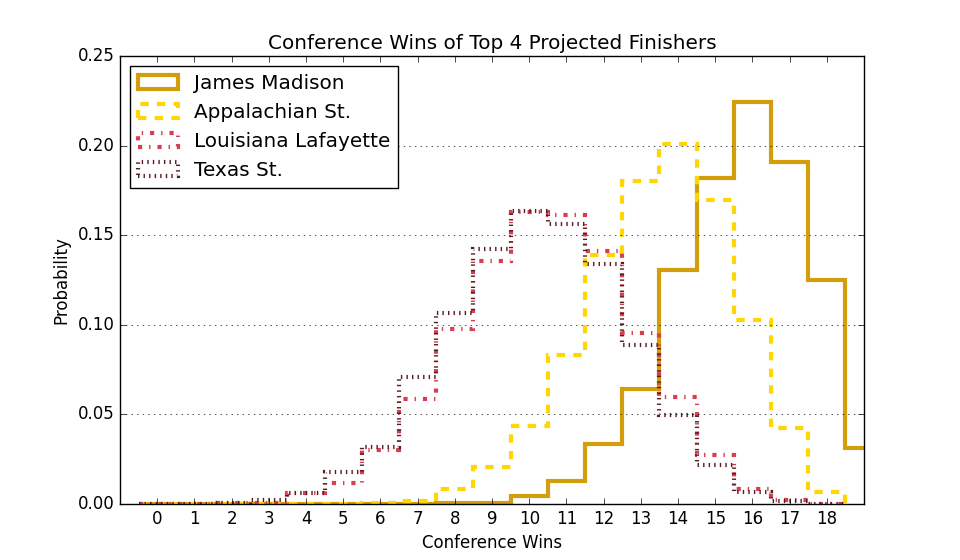 Conference Wins of Top 4 Projected Finishers
0.25
0.20
0.15
0.10
0.05
0.00
Probability
James Madison
Appalachian St.
Louisiana Lafayette
Texas St.
0 1 2 3 4 5 6 7 8 9 10 11 12 13 14 15 16 17 18
Conference Wins